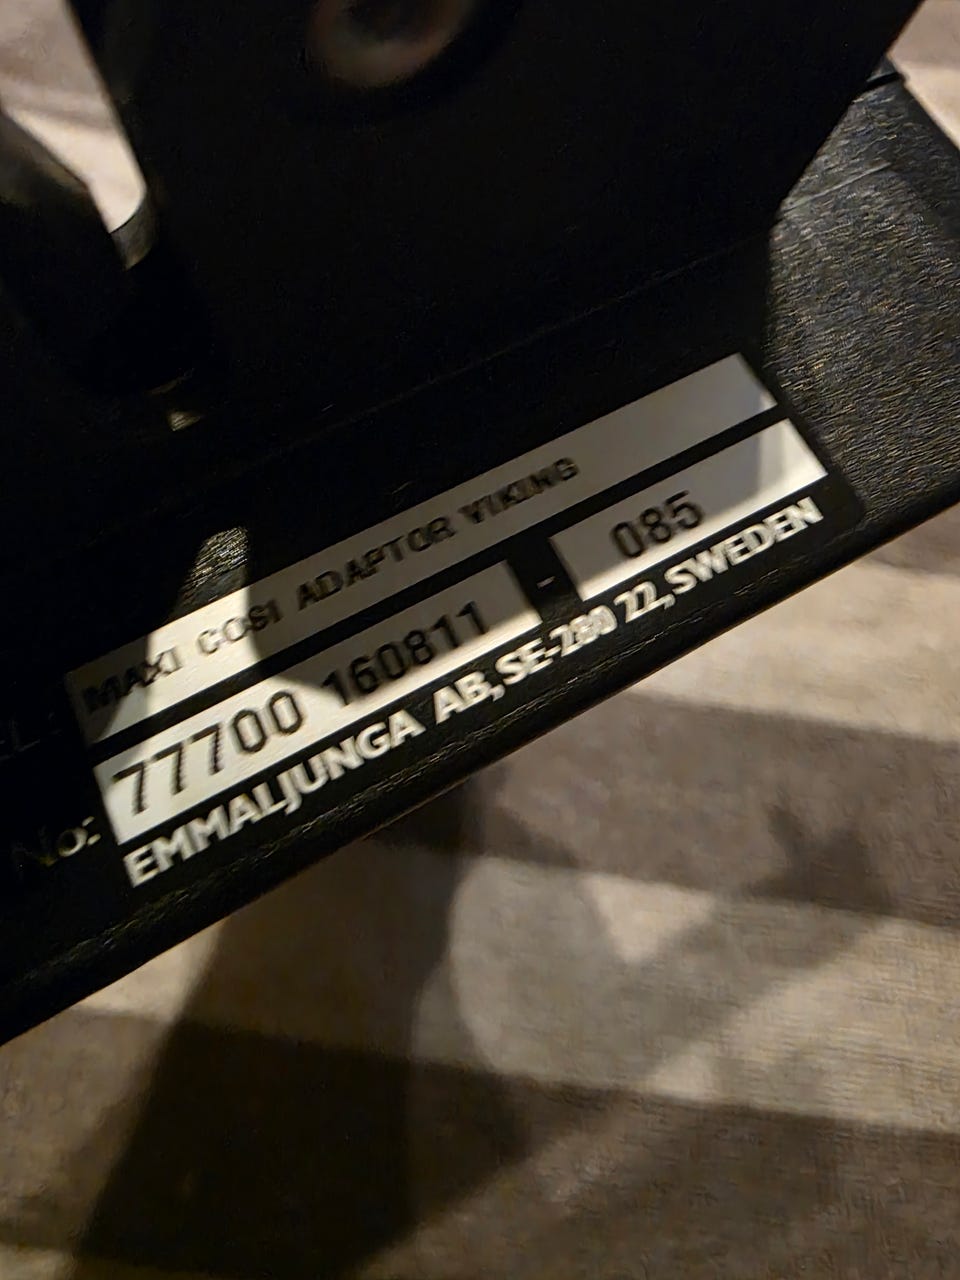 MAXI COSI ADAPTOR VIKING
No: 77700 160811 - 085
EMMALJUNGA AB, SE-280 22, SWEDEN